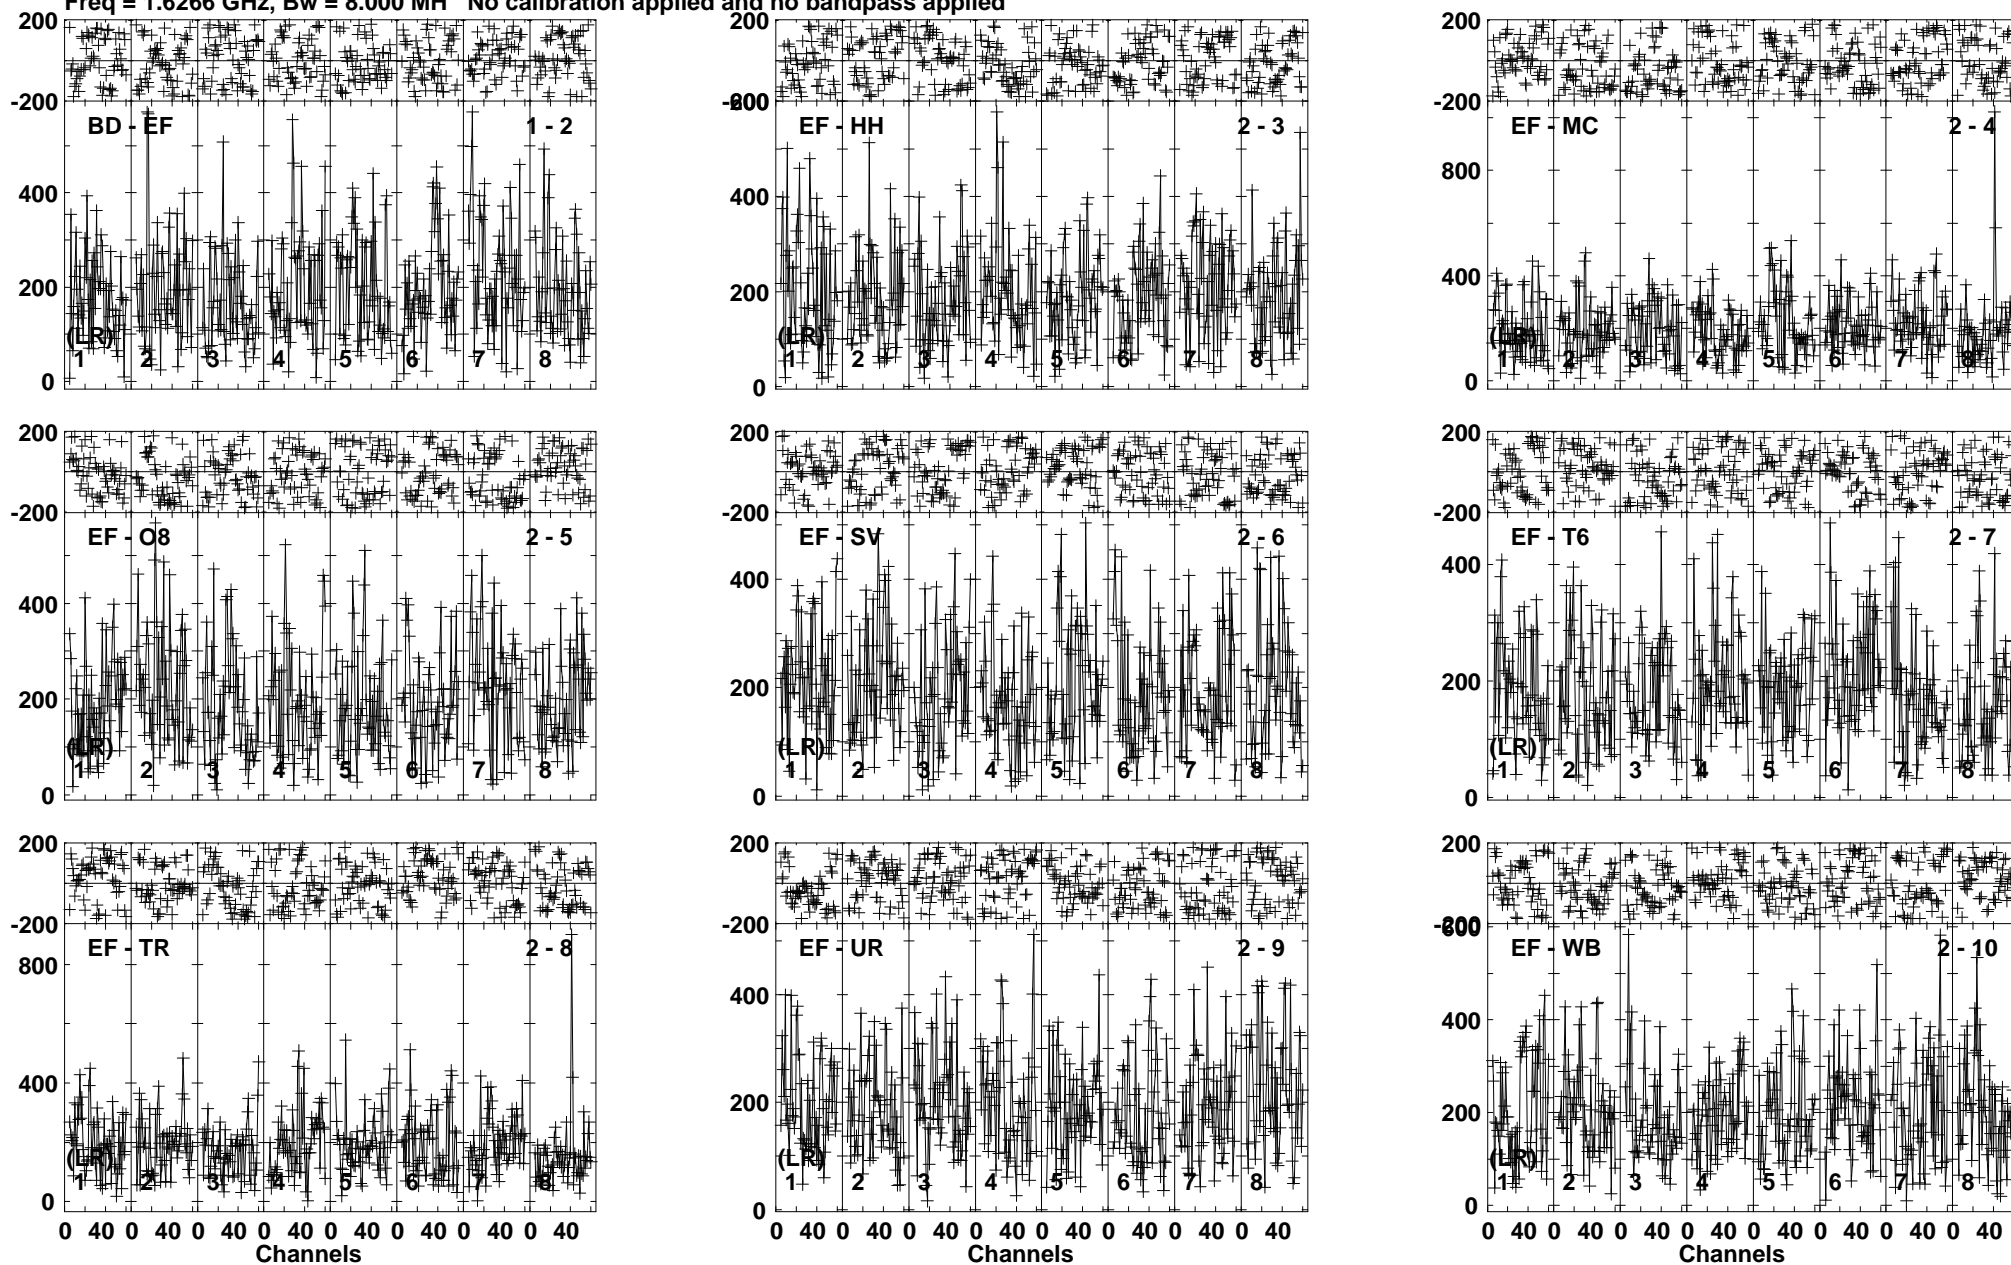 Freq = 1.6266 GHz, Bw = 8.000 MH No calibration applied and no bandpass applied
200
-200
BD - EF 1 - 2
400
200
(LR)
0
1 2 3 4 5 6 7 8
200
-200
600
EF - HH 2 - 3
400
200
(LR)
0
1 2 3 4 5 6 7 8
200
-200
EF - MC 2 - 4
800
400
(LR)
0
1 2 3 4 5 6 7 8
200
-200
EF - O8 2 - 5
400
200
(LR)
0
1 2 3 4 5 6 7 8
200
-200
EF - SV 2 - 6
400
200
(LR)
0
1 2 3 4 5 6 7 8
200
-200
EF - T6 2 - 7
400
200
(LR)
0
1 2 3 4 5 6 7 8
200
-200
EF - TR 2 - 8
800
400
(LR)
0
1 2 3 4 5 6 7 8
0 40 0 40 0 40 0 40 0 40 0 40 0 40 0 40
Channels
200
-200
EF - UR 2 - 9
400
200
(LR)
0
1 2 3 4 5 6 7 8
0 40 0 40 0 40 0 40 0 40 0 40 0 40 0 40
Channels
200
-200
600
EF - WB 2 - 10
400
200
(LR)
0
1 2 3 4 5 6 7 8
0 40 0 40 0 40 0 40 0 40 0 40 0 40 0 40
Channels